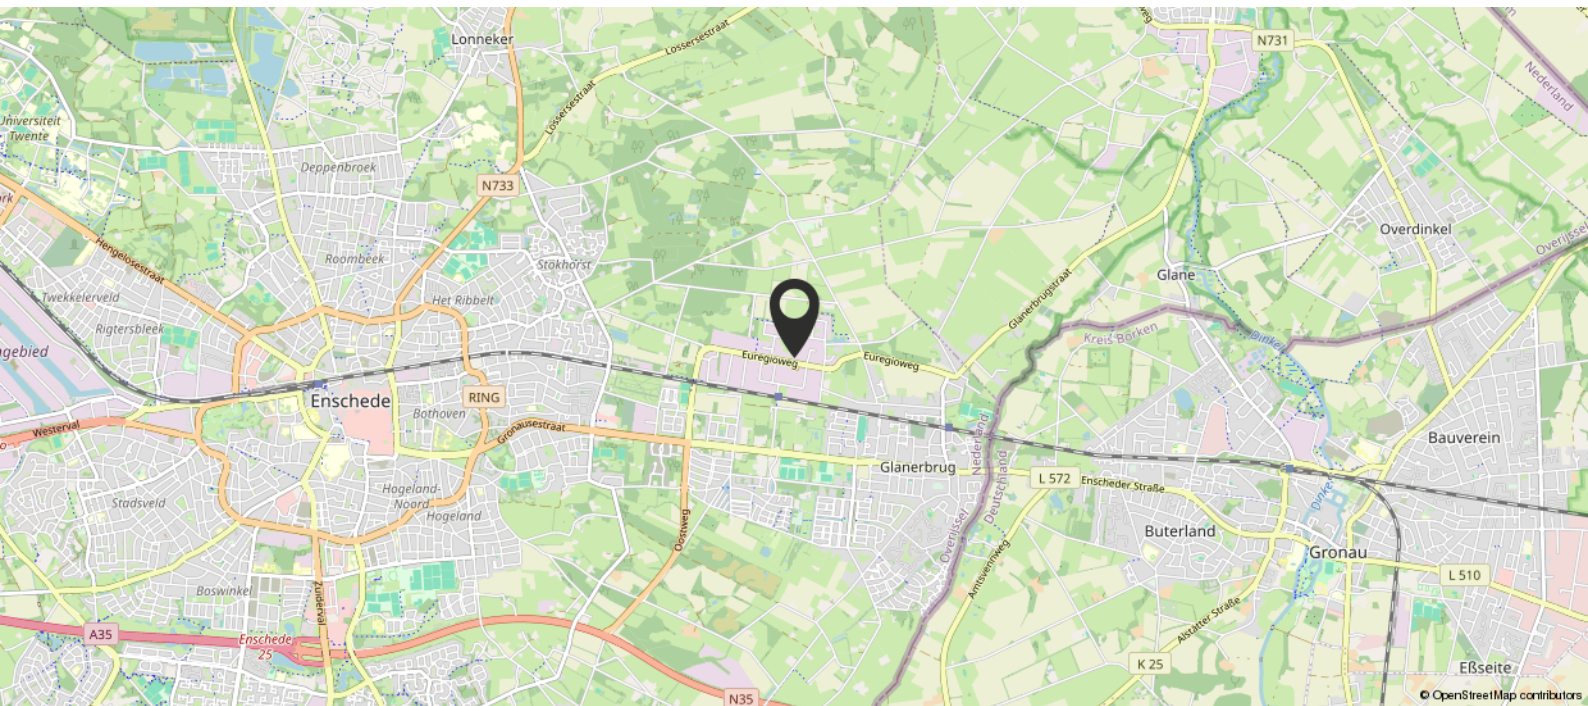 Lonneker
Lossersestraat
N731
Nederland
Universiteit
Twente
Lossersestraat
Deppenbroek
N733
Hengelosestraat
Roombeek
Stokhorst
Overdinkel
Overijssel
Glane
Twekkelerveld
Het Ribbelt
Rigtersbleek
Glanerbrugstraat
Kreis Borken
Dinkel
Euregioweg
Euregioweg
Enschede
RING
Bothoven
Westerval
Gronausestraat
Nederland
Bauverein
Glanerbrug
L 572
Enscheder Straße
Deutschland
Stadsveld
Hogeland-
Noord
Hogeland
Dinkel
Oostweg
Overijssel
Buterland
Gronau
Amtsvennweg
L 510
Boswinkel
Zuiderval
Alstätter Straße
A35
Enschede
25
K 25
Eßseite
N35
© OpenStreetMap contributors